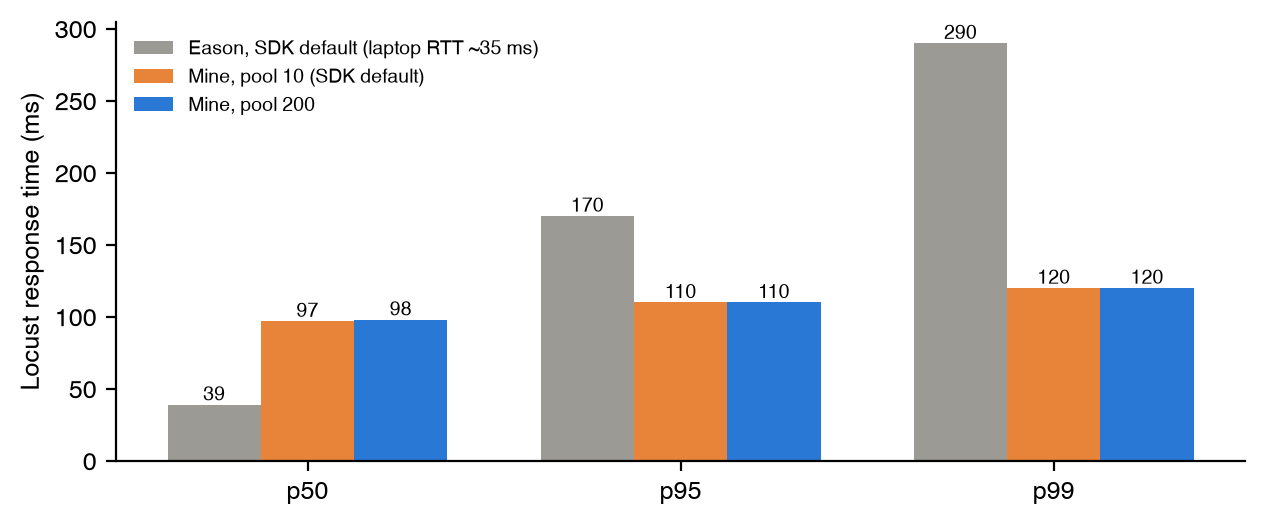 Locust response time (ms)
300
250
200
150
100
50
0
Eason, SDK default (laptop RTT ~35 ms)
Mine, pool 10 (SDK default)
Mine, pool 200
39
97
98
170
110
110
290
120
120
p50
p95
p99